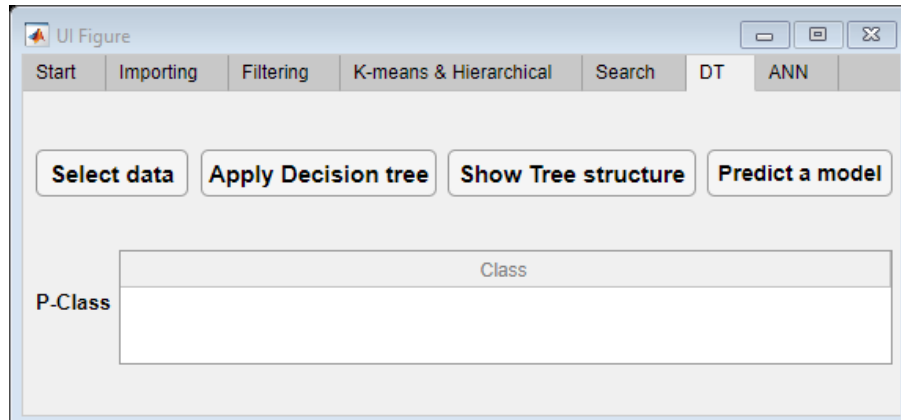 UI Figure
Start Importing Filtering K-means & Hierarchical Search DT ANN
Select data Apply Decision tree Show Tree structure Predict a model
Class
P-Class